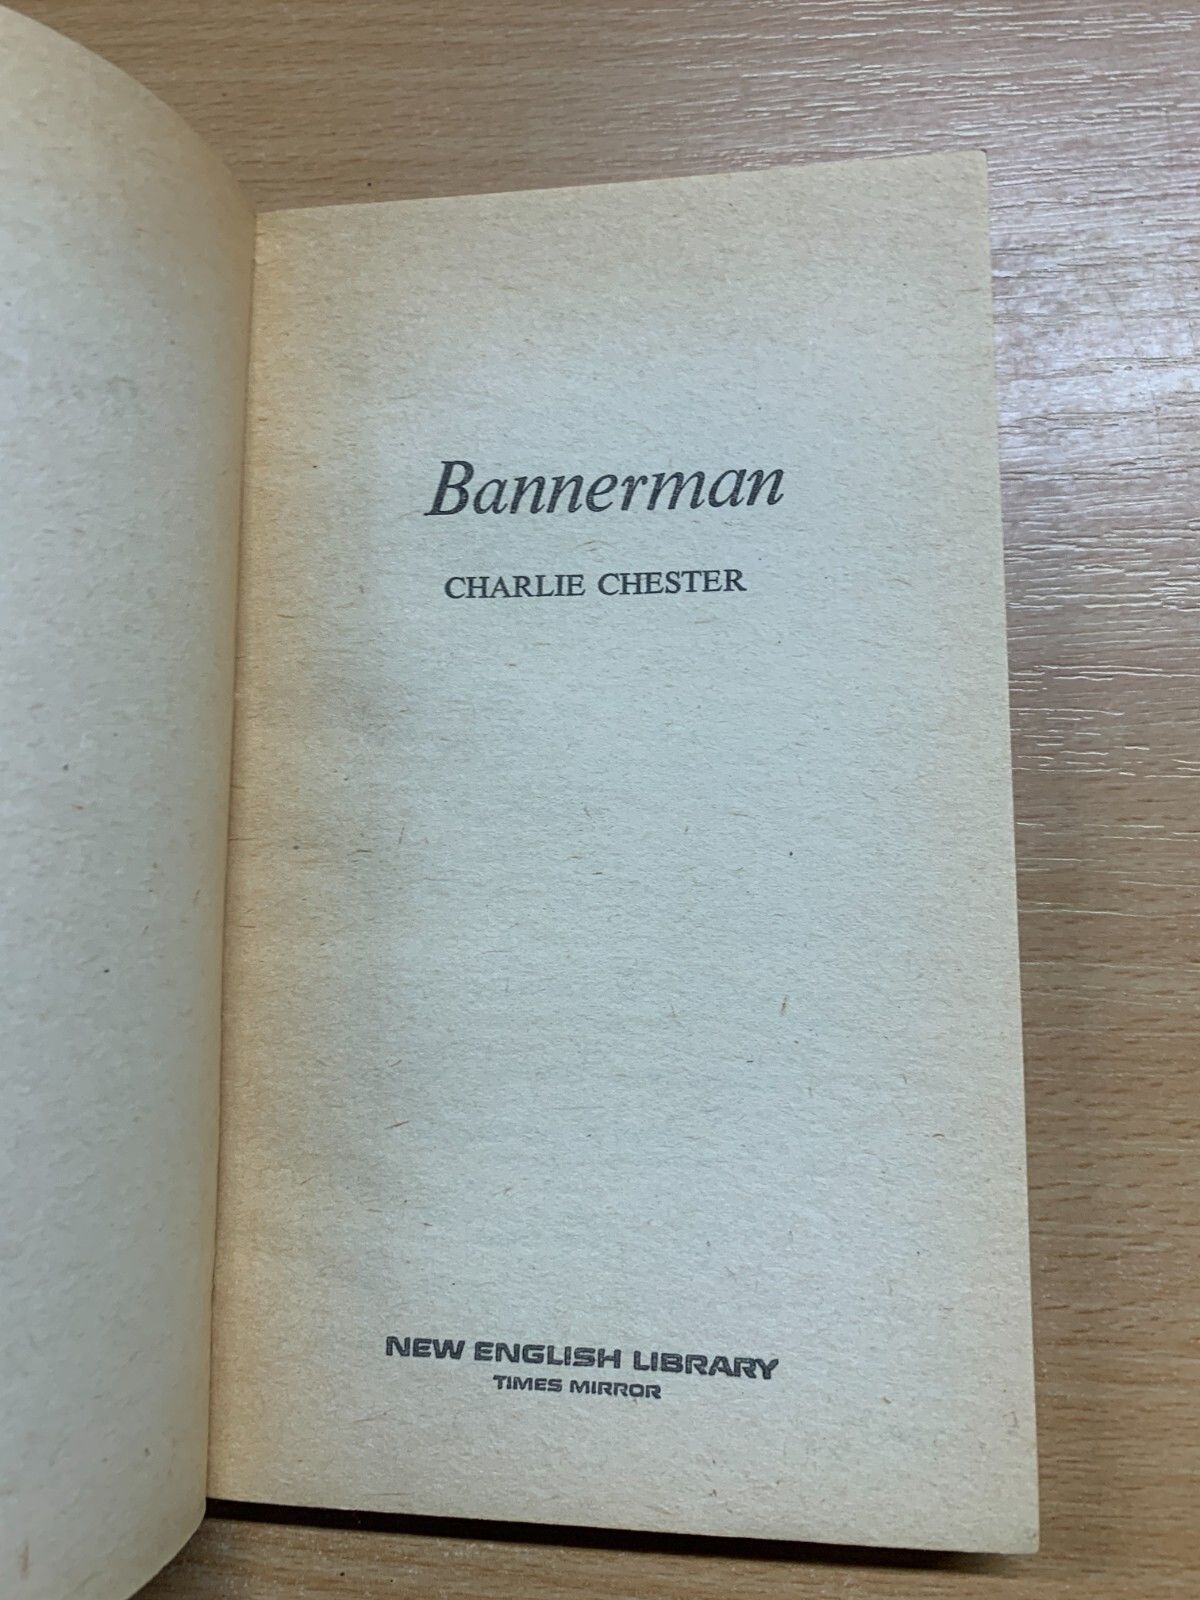 Bannerman
CHARLIE CHESTER
NEW ENGLISH LIBRARY
TIMES MIRROR